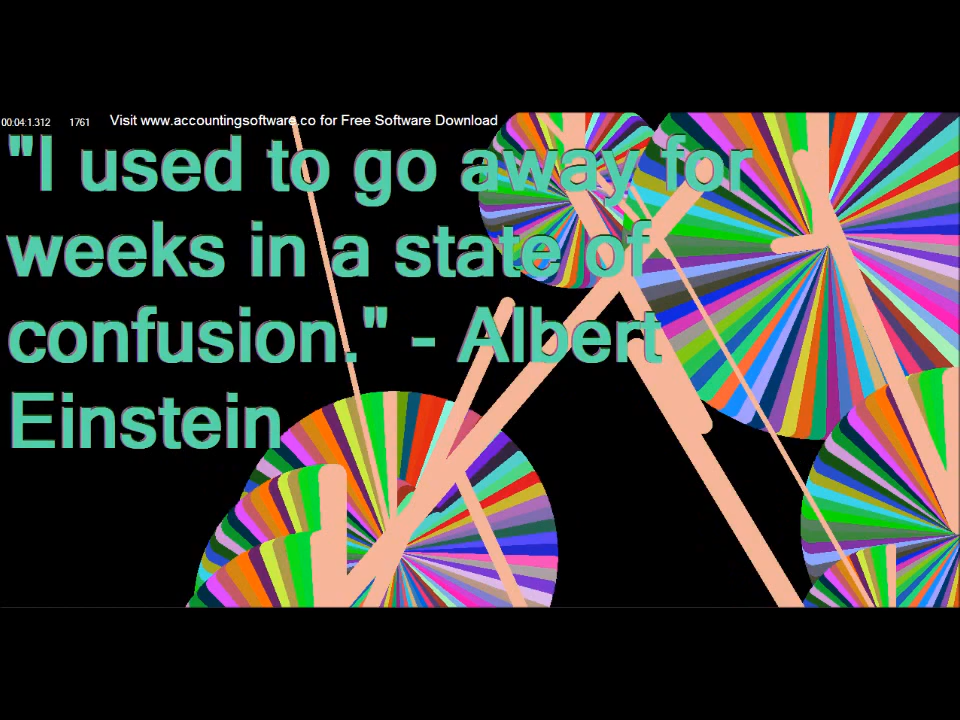 00:04:1.312 1761 Visit www.accountingsoftware.co for Free Software Download
"I used to go away for
weeks in a state of
confusion." - Albert
Einstein